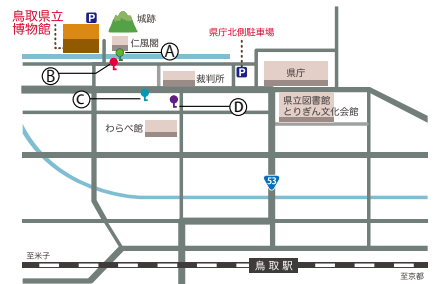 鳥取県立
博物館
P
城跡
仁風閣
A
県庁北側駐車場
B
P
裁判所
県庁
C
D
県立図書館
とりぎん文化会館
わらべ館
53
至米子
鳥取駅
至京都